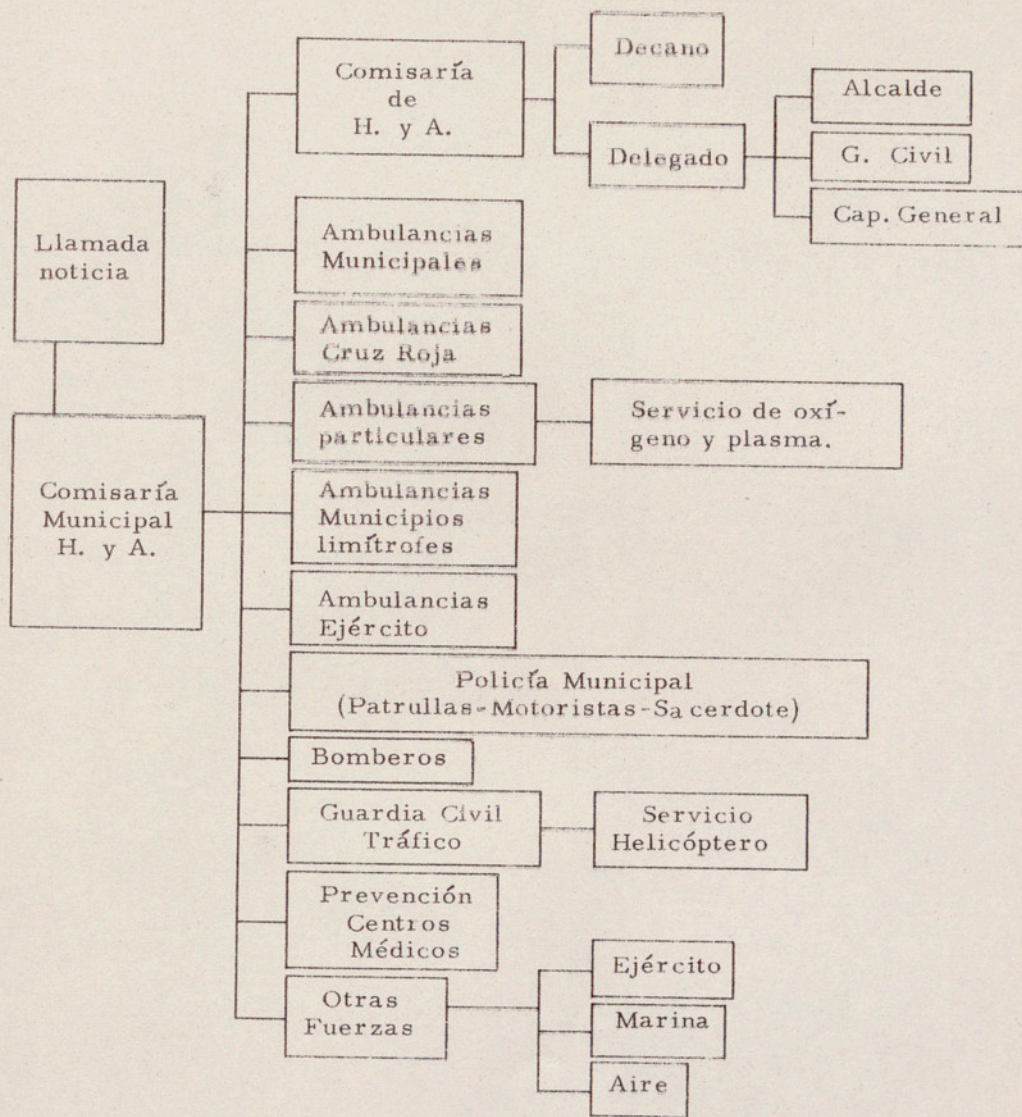 Llamada
noticia
Comisaría
Municipal
H. y A.
Comisaría
de
H. y A.
Decano
Delegado
Alcalde
G. Civil
Cap. General
Ambulancias
Municipales
Ambulancias
Cruz Roja
Ambulancias
particulares
Servicio de oxí-
geno y plasma.
Ambulancias
Municipios
limítrofes
Ambulancias
Ejército
Policía Municipal
(Patrullas-Motoristas-Sacerdote)
Bomberos
Guardia Civil
Tráfico
Servicio
Helicóptero
Prevención
Centros
Médicos
Otras
Fuerzas
Ejército
Marina
Aire